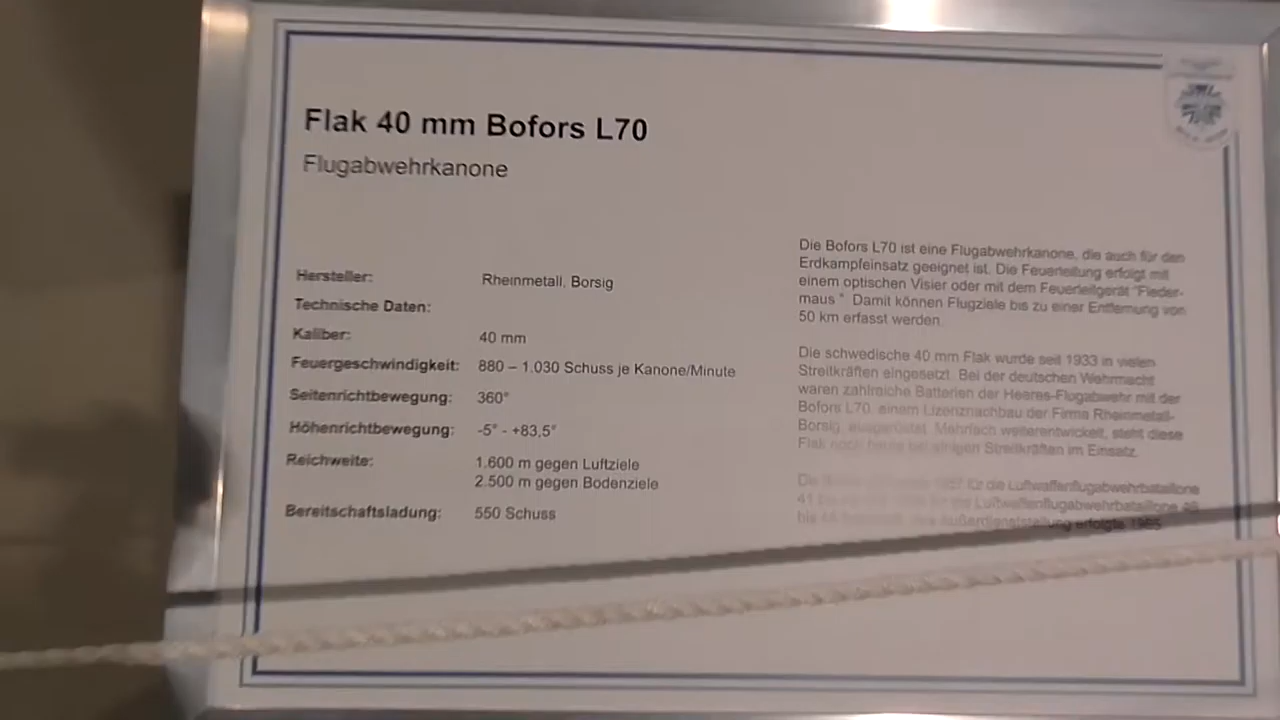 Flak 40 mm Bofors L70
Flugabwehrkanone
Hersteller: Rheinmetall, Borsig
Technische Daten:
Kaliber: 40 mm
Feuergeschwindigkeit: 880 – 1.030 Schuss je Kanone/Minute
Seitenrichtbewegung: 360°
Höhenrichtbewegung: -5° - +83,5°
Reichweite: 1.600 m gegen Luftziele
2.500 m gegen Bodenziele
Bereitschaftsladung: 550 Schuss
Die Bofors L70 ist eine Flugabwehrkanone, die auch für den
Erdkampfeinsatz geeignet ist. Die Feuerleitung erfolgt mit
einem optischen Visier oder mit dem Feuerleitgerät "Fleder-
maus ". Damit können Flugziele bis zu einer Entfernung von
50 km erfasst werden.
Die schwedische 40 mm Flak wurde seit 1933 in vielen
Streitkräften eingesetzt. Bei der deutschen Wehrmacht
waren zahlreiche Batterien der Heeres-Flugabwehr mit der
Bofors L70, einem Lizenznachbau der Firma Rheinmetall-
Borsig, ausgerüstet. Mehrfach weiterentwickelt, steht diese
Flak noch heute bei einigen Streitkräften im Einsatz.
Die für die Luftwaffenflugabwehrbataillone
41 Luftwaffenflugabwehrbataillone
bis Außerdienststellung erfolgte